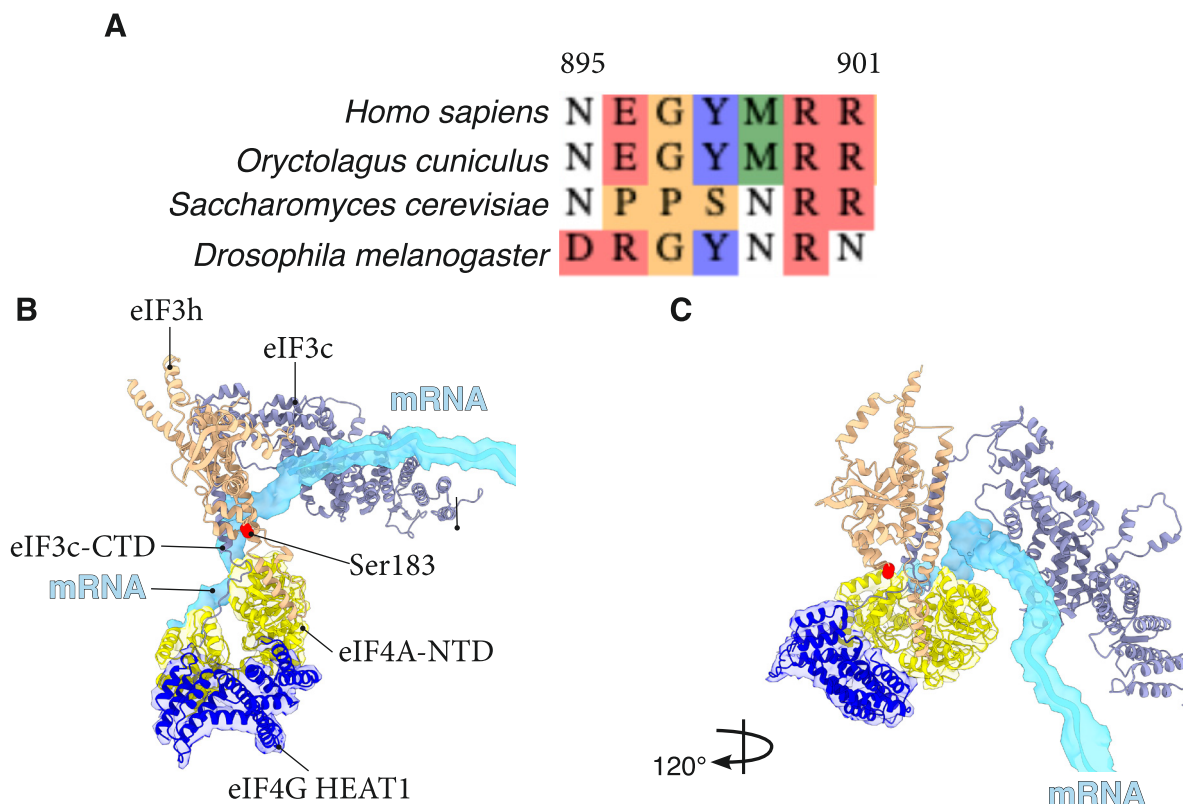 A
895 901
Homo sapiens N E G Y M R R
Oryctolagus cuniculus N E G Y M R R
Saccharomyces cerevisiae N P P S N R R
Drosophila melanogaster D R G Y N R N
B
eIF3h
eIF3c
mRNA
eIF3c-CTD
Ser183
mRNA
eIF4A-NTD
eIF4G HEAT1
C
120°
mRNA